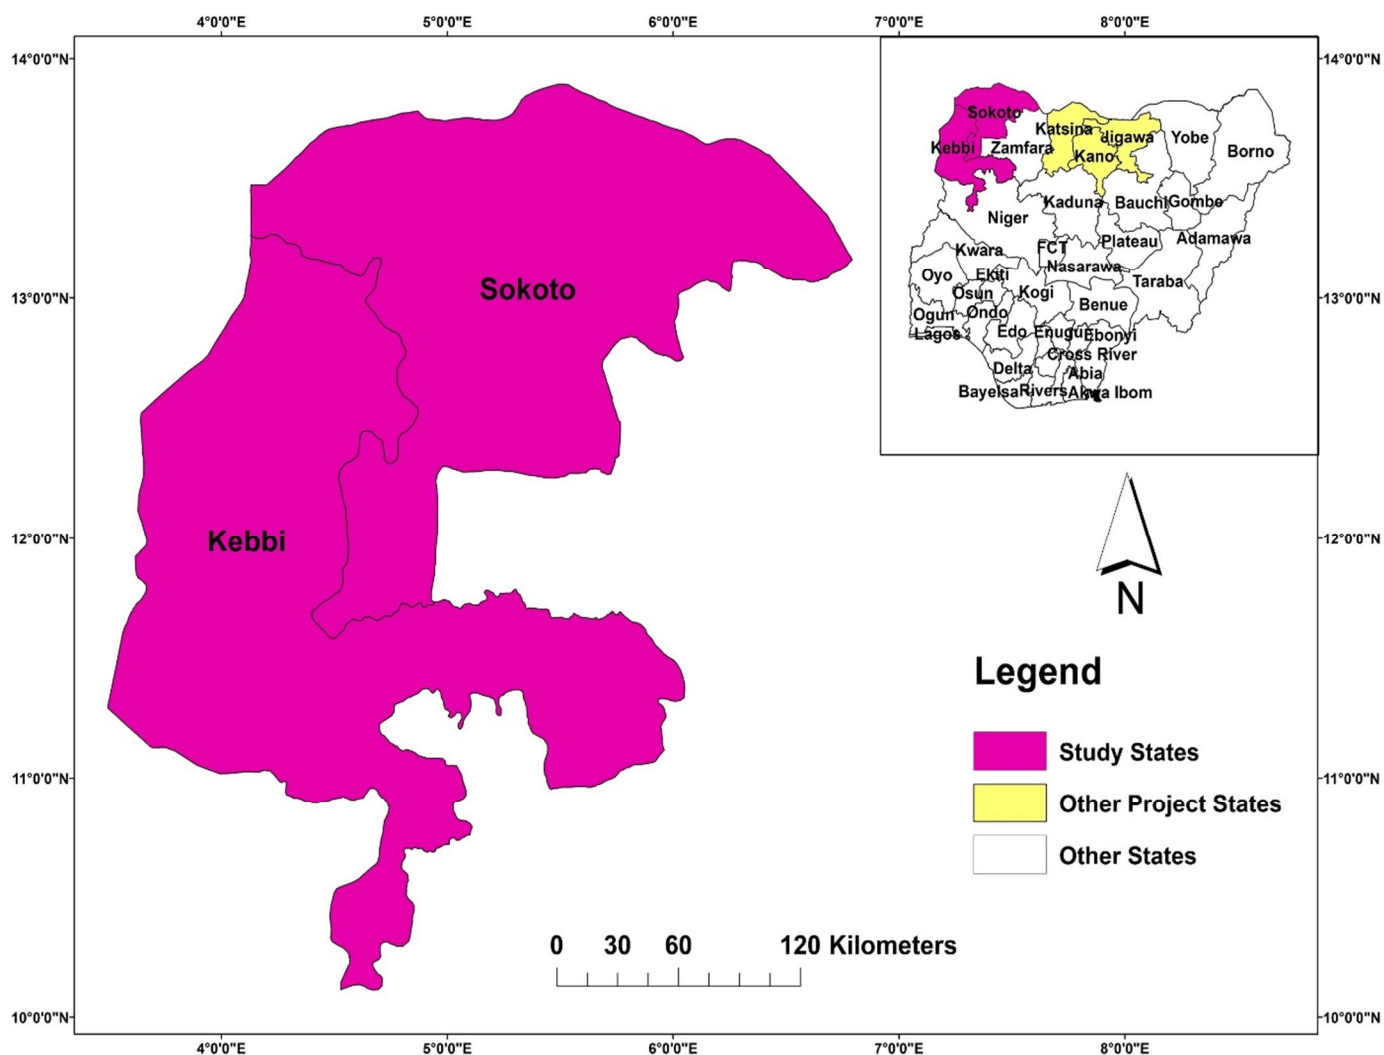 4°0'0"E 5°0'0"E 6°0'0"E 7°0'0"E 8°0'0"E
14°0'0"N 14°0'0"N
Sokoto
Katsina
Jigawa
Yobe
Kebbi
Zamfara
Kano
Borno
Kaduna
Bauchi
Gombe
Niger
Adamawa
Kwara
FCT
Plateau
Nasarawa
Oyo
Ekiti
Taraba
Osun
Kogi
Benue
Ogun
Ondo
Lagos
Edo
Enugu
Ebonyi
Cross River
Delta
Abia
Bayelsa
Rivers
Akwa Ibom
Sokoto
13°0'0"N 13°0'0"N
Kebbi
12°0'0"N 12°0'0"N
N
Legend
Study States
11°0'0"N 11°0'0"N
Other Project States
Other States
0 30 60 120 Kilometers
10°0'0"N 10°0'0"N
4°0'0"E 5°0'0"E 6°0'0"E 7°0'0"E 8°0'0"E